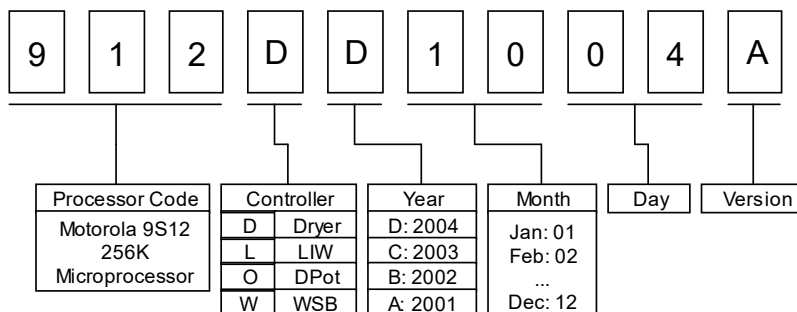 9 1 2 D D 1 0 0 4 A
Processor Code
Motorola 9S12
256K
Microprocessor
Controller
D Dryer
L LIW
O DPot
W WSB
Year
D: 2004
C: 2003
B: 2002
A: 2001
Month
Jan: 01
Feb: 02
...
Dec: 12
Day
Version